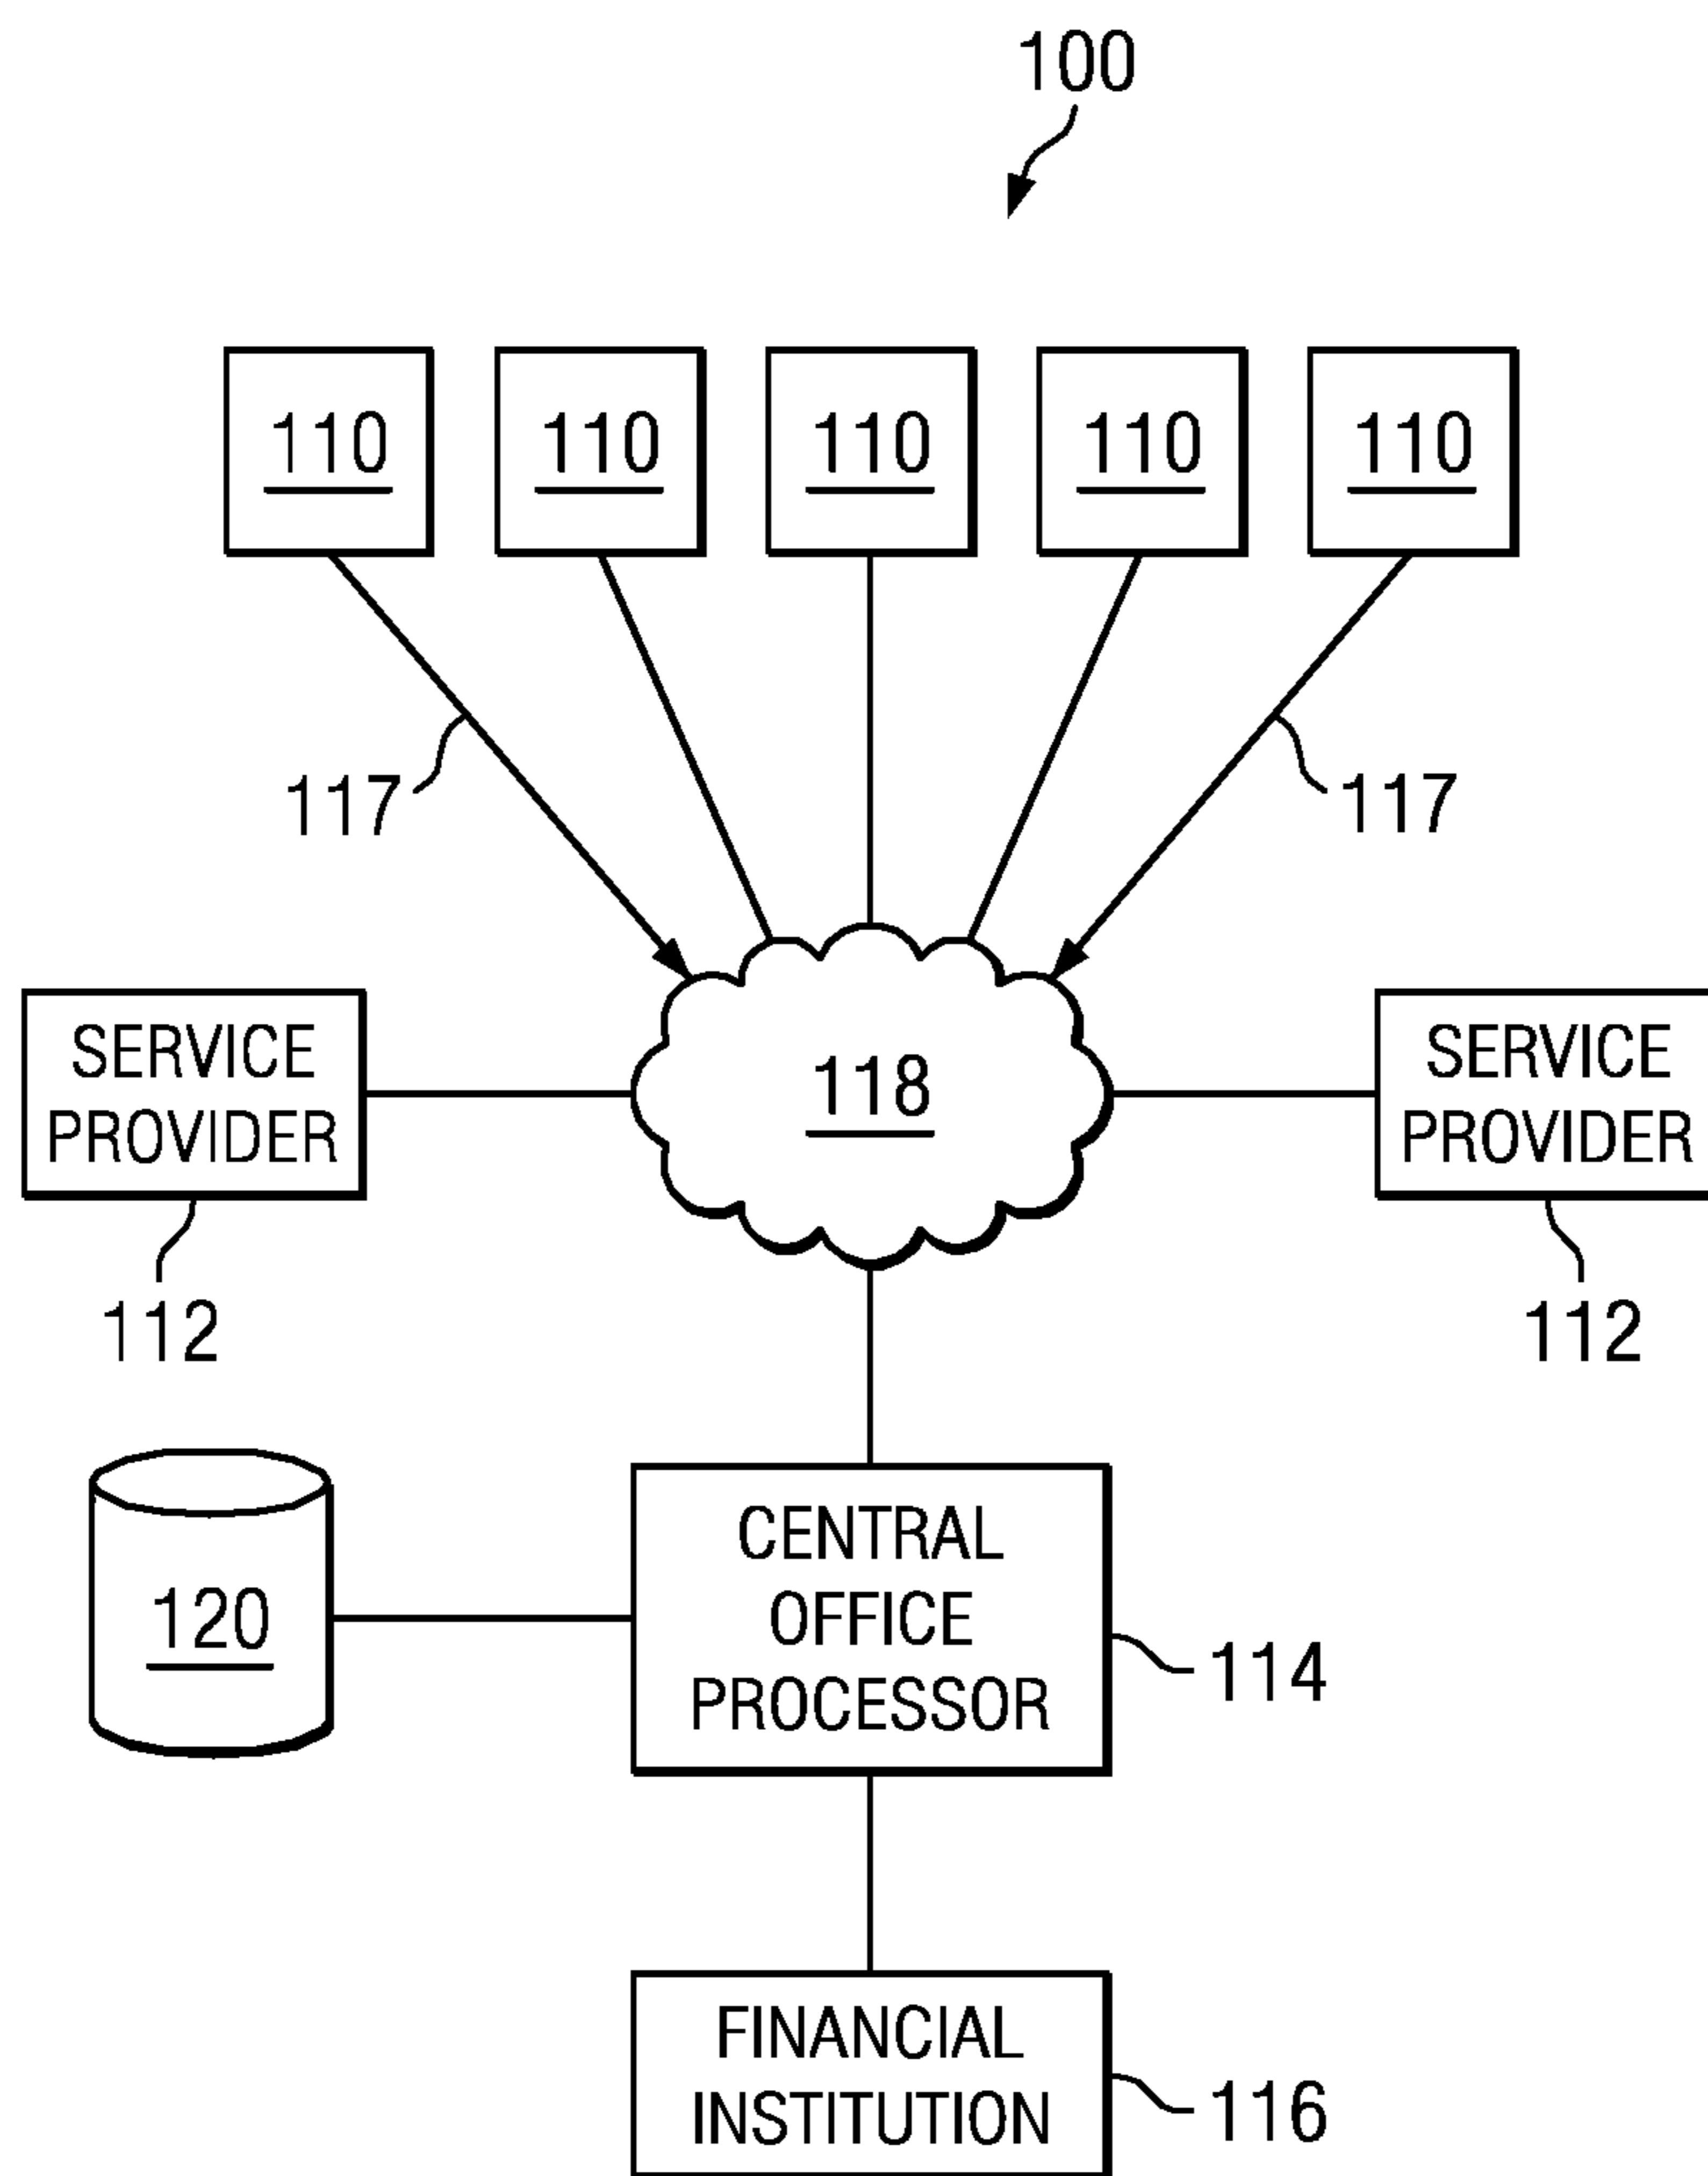 100
110 110 110 110 110
117 117
SERVICE
PROVIDER
118
SERVICE
PROVIDER
112 112
CENTRAL
OFFICE
PROCESSOR
120
114
FINANCIAL
INSTITUTION
116